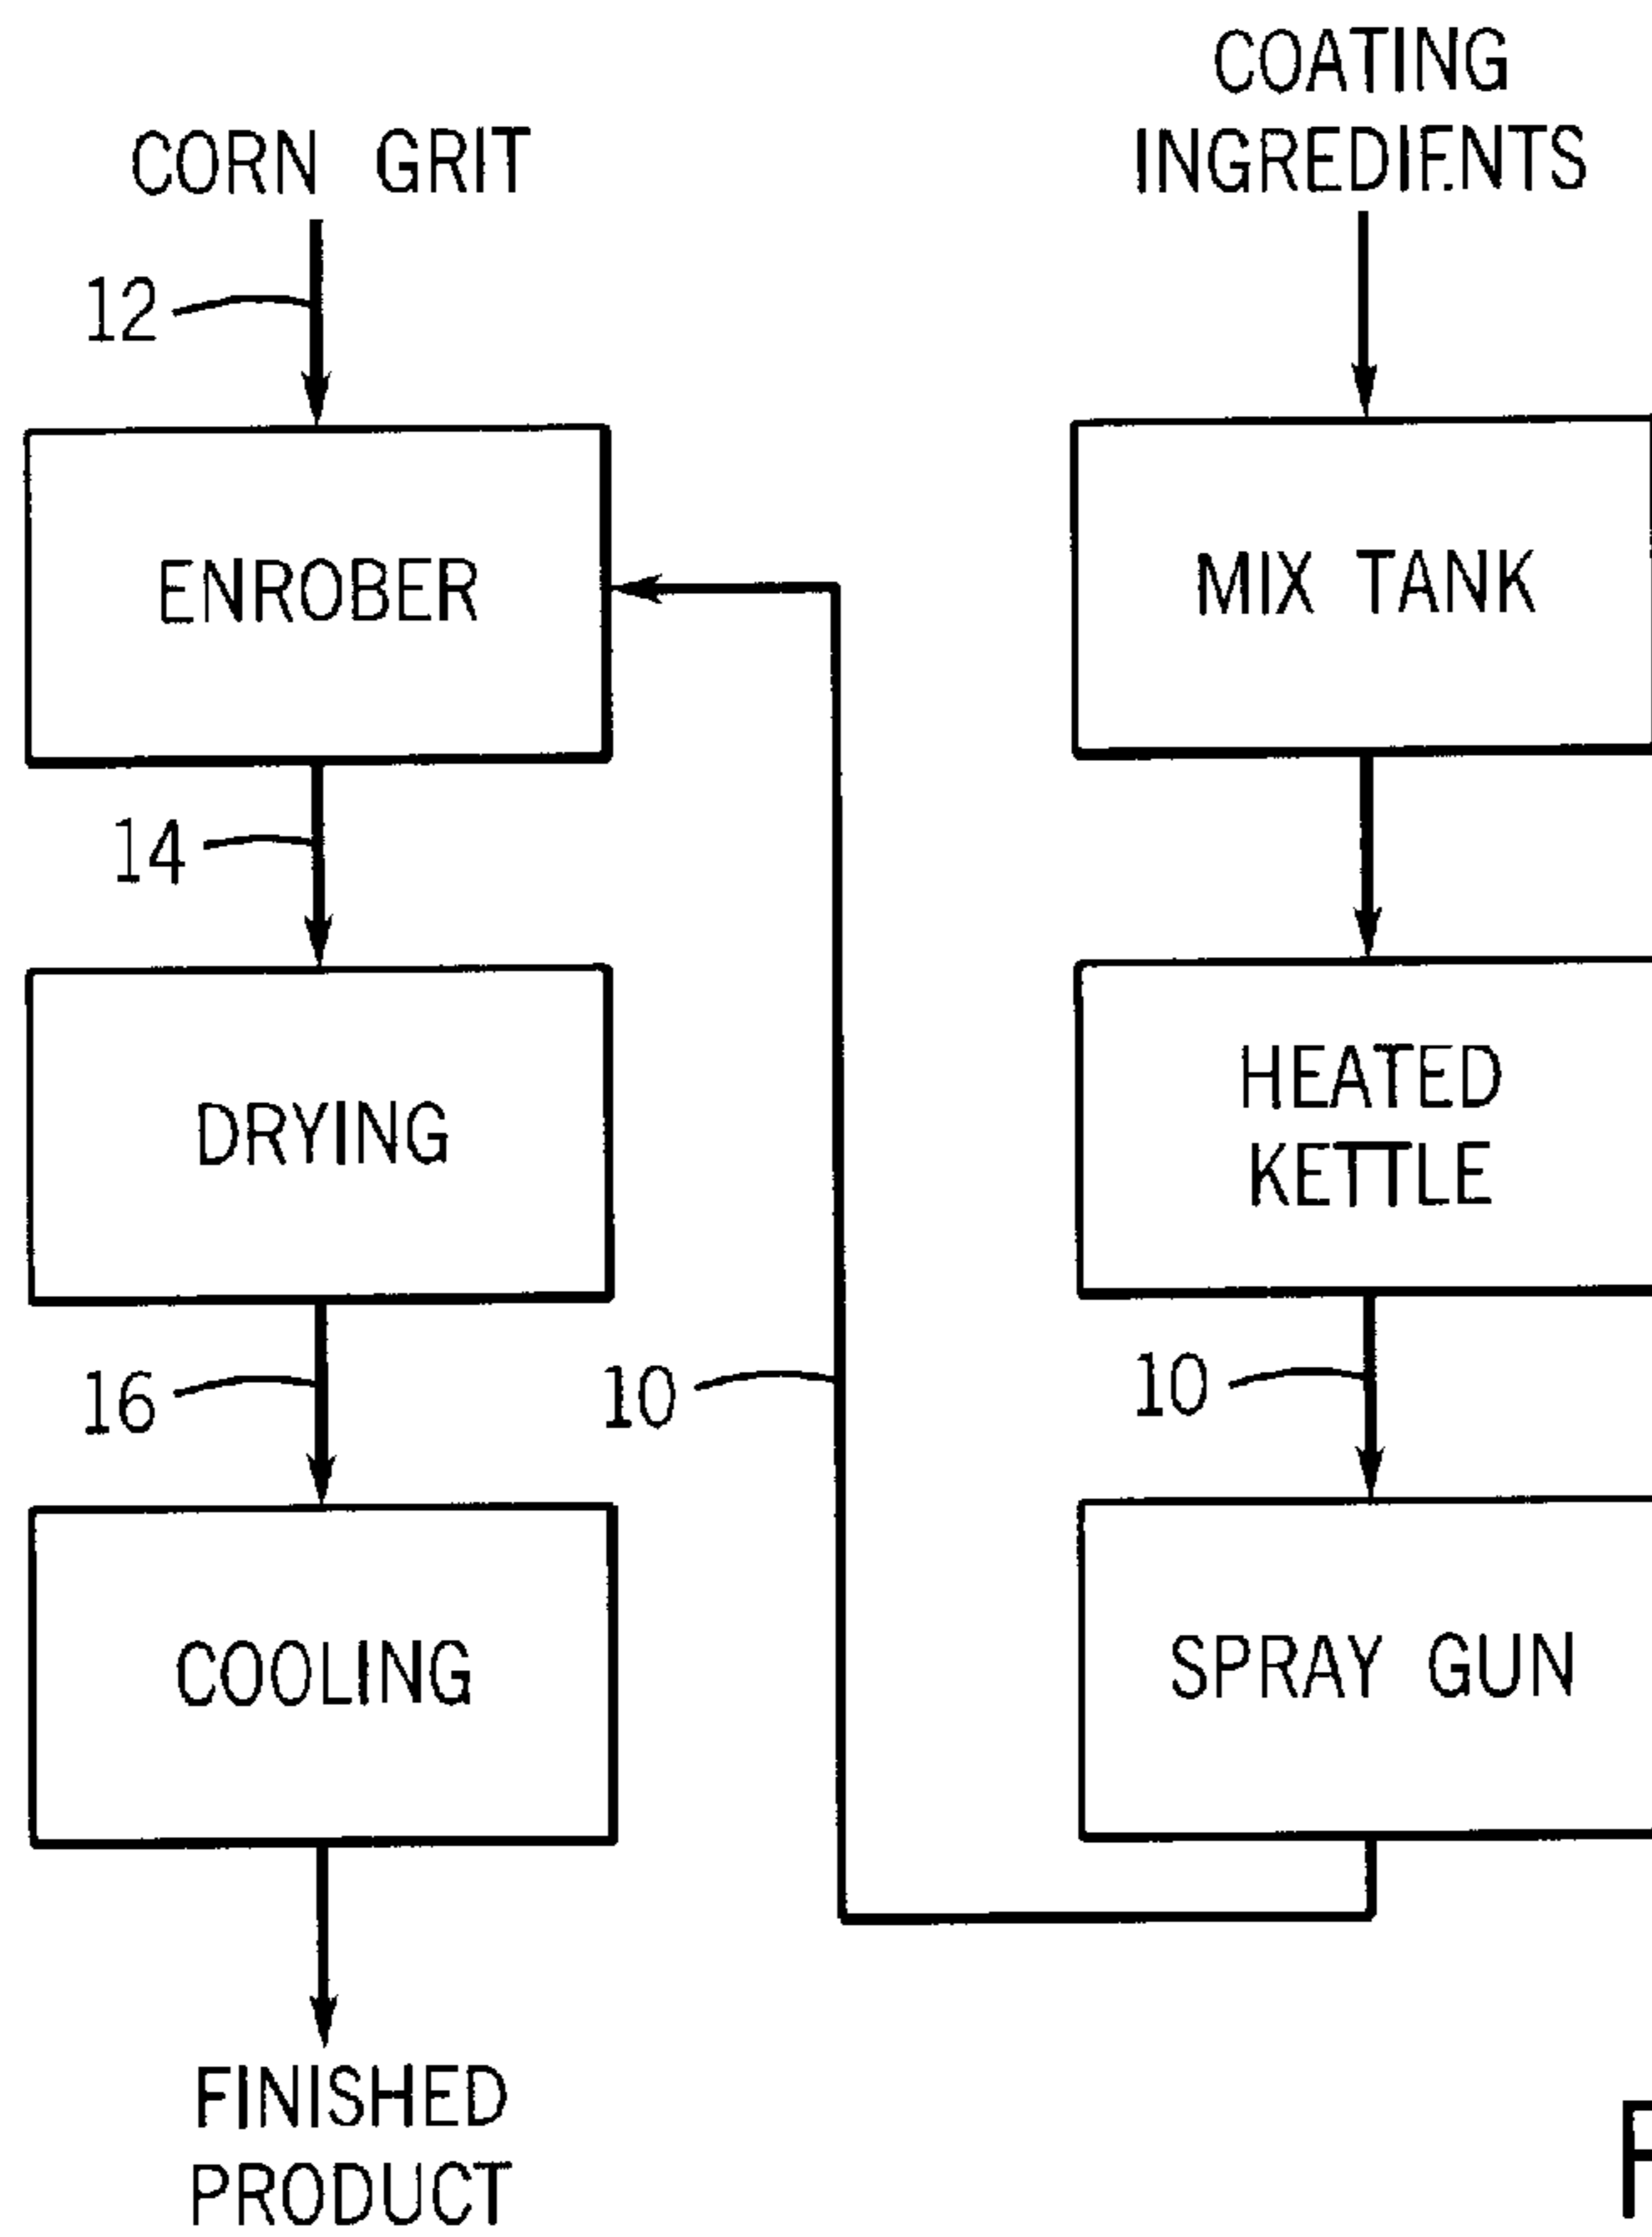 COATING
INGREDIENTS
CORN GRIT
12
ENROBER
MIX TANK
14
HEATED
KETTLE
DRYING
16
10
10
COOLING
SPRAY GUN
FINISHED
PRODUCT
F